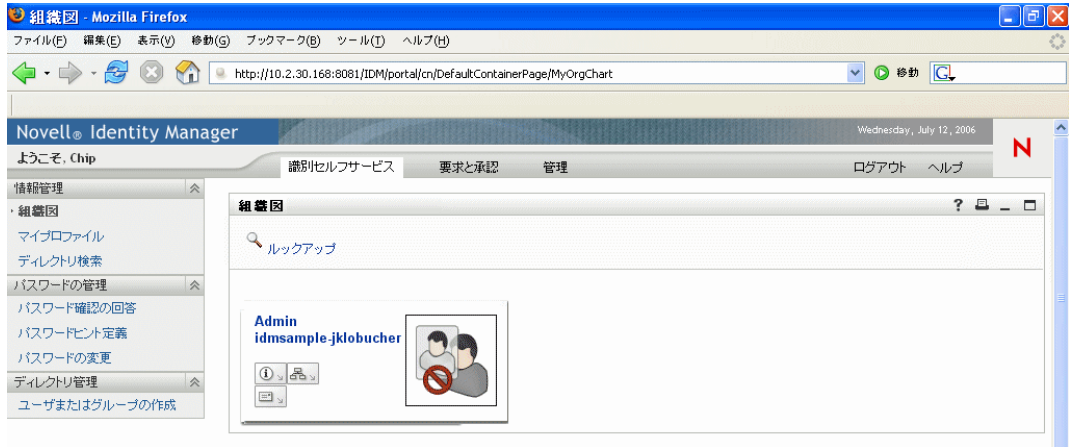 組織図 - Mozilla Firefox
ファイル(F) 編集(E) 表示(V) 移動(G) ブックマーク(B) ツール(T) ヘルプ(H)
http://10.2.30.168:8081/IDM/portal/cn/DefaultContainerPage/MyOrgChart 移動 G
Novell® Identity Manager Wednesday, July 12, 2006
N
ようこそ, Chip
識別セルフサービス 要求と承認 管理 ログアウト ヘルプ
情報管理
組織図
マイプロファイル
ディレクトリ検索
パスワードの管理
パスワード確認の回答
パスワードヒント定義
パスワードの変更
ディレクトリ管理
ユーザまたはグループの作成
組織図 ?
ルックアップ
Admin
idmsample-jklobucher